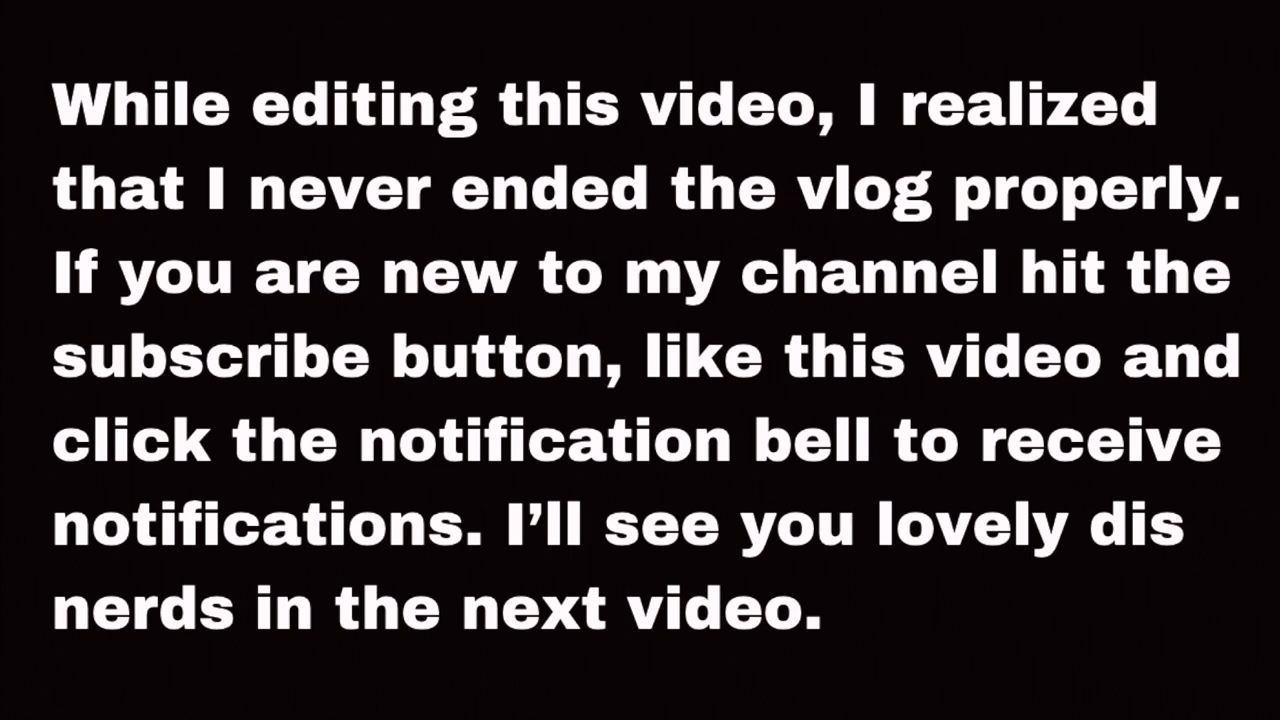 While editing this video, I realized
that I never ended the vlog properly.
If you are new to my channel hit the
subscribe button, like this video and
click the notification bell to receive
notifications. I’ll see you lovely dis
nerds in the next video.